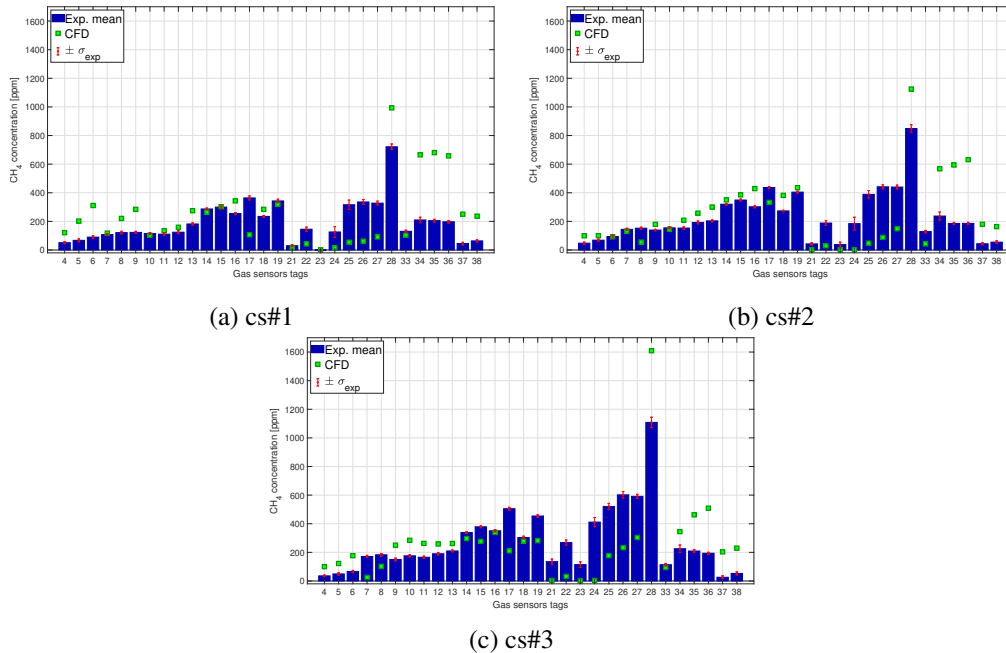 Exp. mean
CFD
± σexp
1600
1400
1200
1000
800
600
400
200
0
CH4 concentration [ppm]
4 5 6 7 8 9 10 11 12 13 14 15 16 17 18 19 20 21 22 23 24 25 26 27 28 33 34 35 36 37 38
Gas sensors tags
(a) cs#1
Exp. mean
CFD
± σexp
1600
1400
1200
1000
800
600
400
200
0
CH4 concentration [ppm]
4 5 6 7 8 9 10 11 12 13 14 15 16 17 18 19 20 21 22 23 24 25 26 27 28 33 34 35 36 37 38
Gas sensors tags
(b) cs#2
Exp. mean
CFD
± σexp
1600
1400
1200
1000
800
600
400
200
0
CH4 concentration [ppm]
4 5 6 7 8 9 10 11 12 13 14 15 16 17 18 19 21 22 23 24 25 26 27 28 33 34 35 36 37 38
Gas sensors tags
(c) cs#3